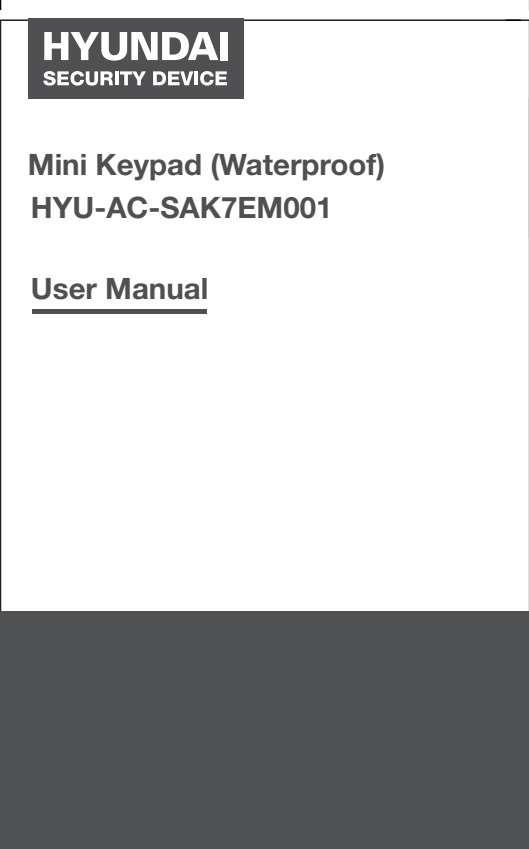 HYUNDAI
SECURITY DEVICE
Mini Keypad (Waterproof)
HYU-AC-SAK7EM001
User Manual